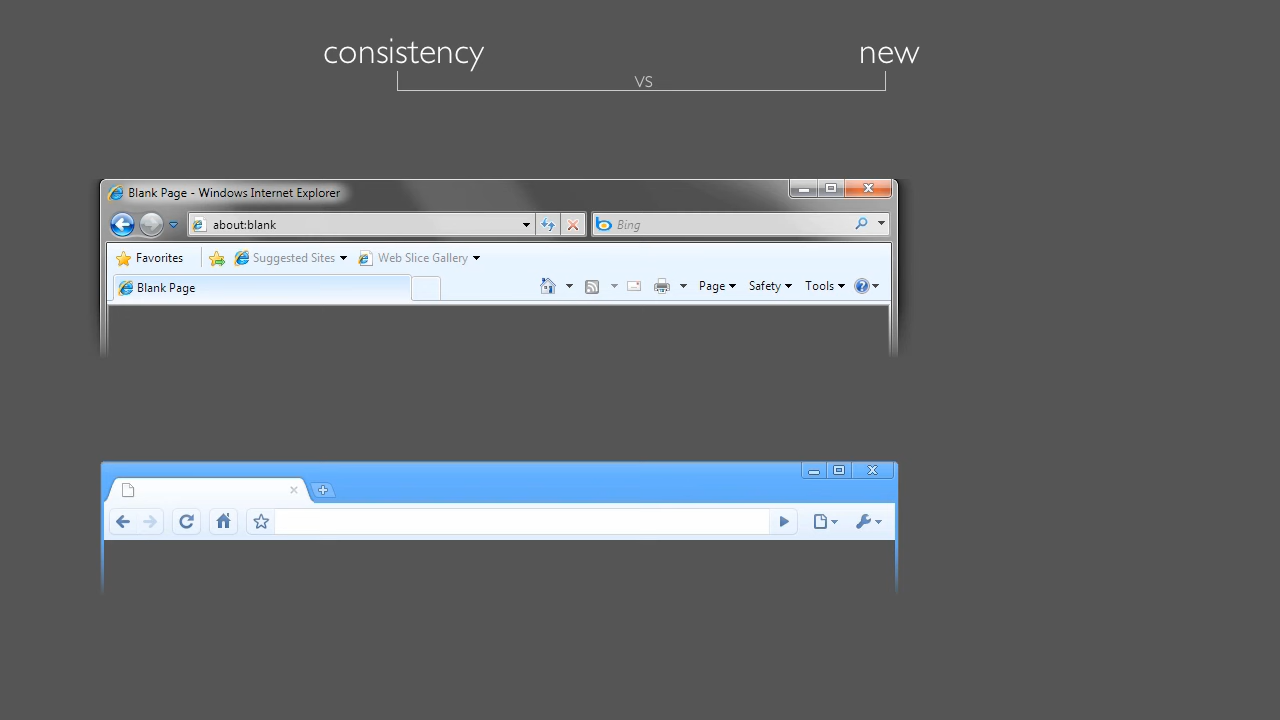 consistency
new
vs
Blank Page - Windows Internet Explorer
about:blank
Bing
Favorites
Suggested Sites
Web Slice Gallery
Blank Page
Page
Safety
Tools